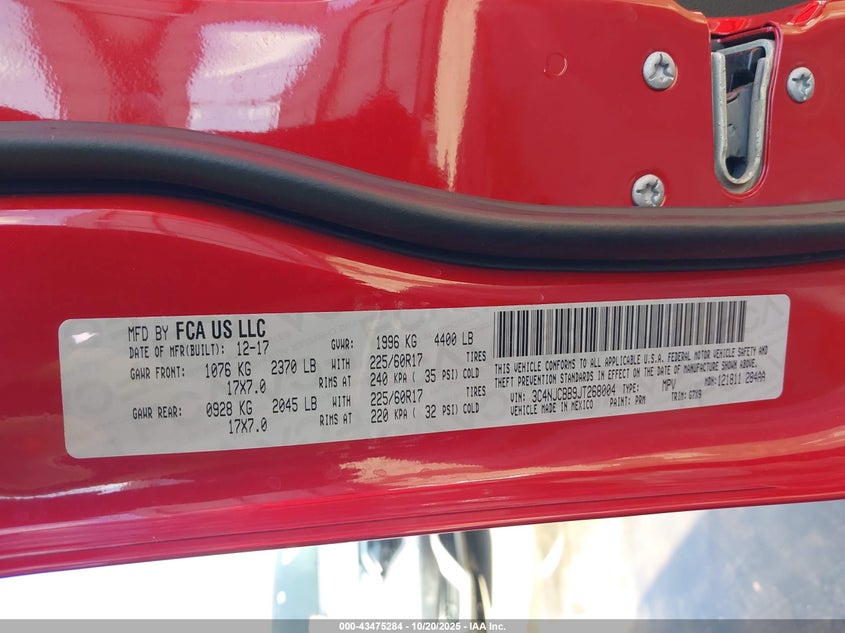 MFD BY FCA US LLC
DATE OF MFR(BUILT): 12-17 GVWR: 1996 KG 4400 LB
GAWR FRONT: 1076 KG 2370 LB WITH 225/60R17 TIRES
17X7.0 RIMS AT 240 KPA ( 35 PSI) COLD
GAWR REAR: 0928 KG 2045 LB WITH 225/60R17 TIRES
17X7.0 RIMS AT 220 KPA ( 32 PSI) COLD
THIS VEHICLE CONFORMS TO ALL APPLICABLE U.S.A. FEDERAL MOTOR VEHICLE SAFETY AND
THEFT PREVENTION STANDARDS IN EFFECT ON THE DATE OF MANUFACTURE SHOWN ABOVE.
VIN: 3C4NJCBB9JT268004 TYPE: MPV MDH: 121811 284AA
VEHICLE MADE IN MEXICO PAINT: PRM TRIM: G7X9
000-43475284 | 10/20/2025 - IAA Inc.